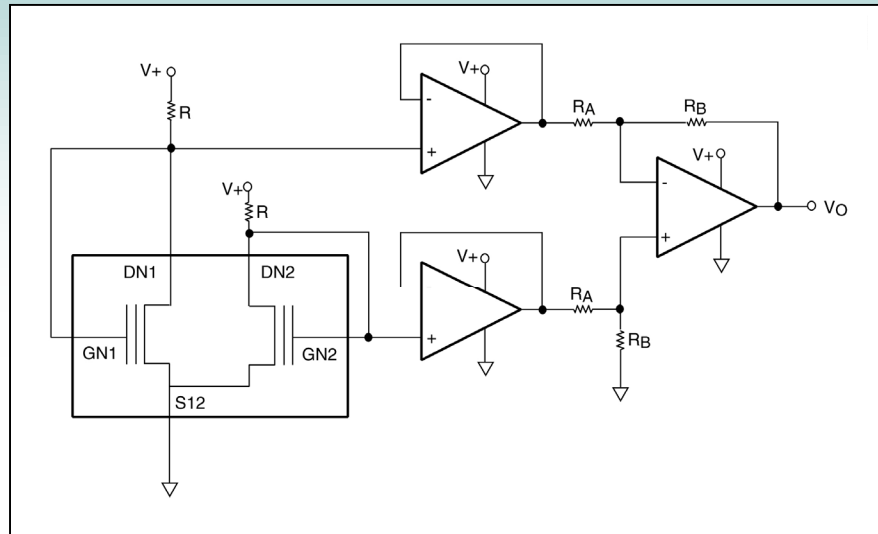 V+
R
V+
-
+
RA
RB
V+
-
+
VO
V+
R
DN1
DN2
GN1
GN2
S12
V+
+
RA
RB